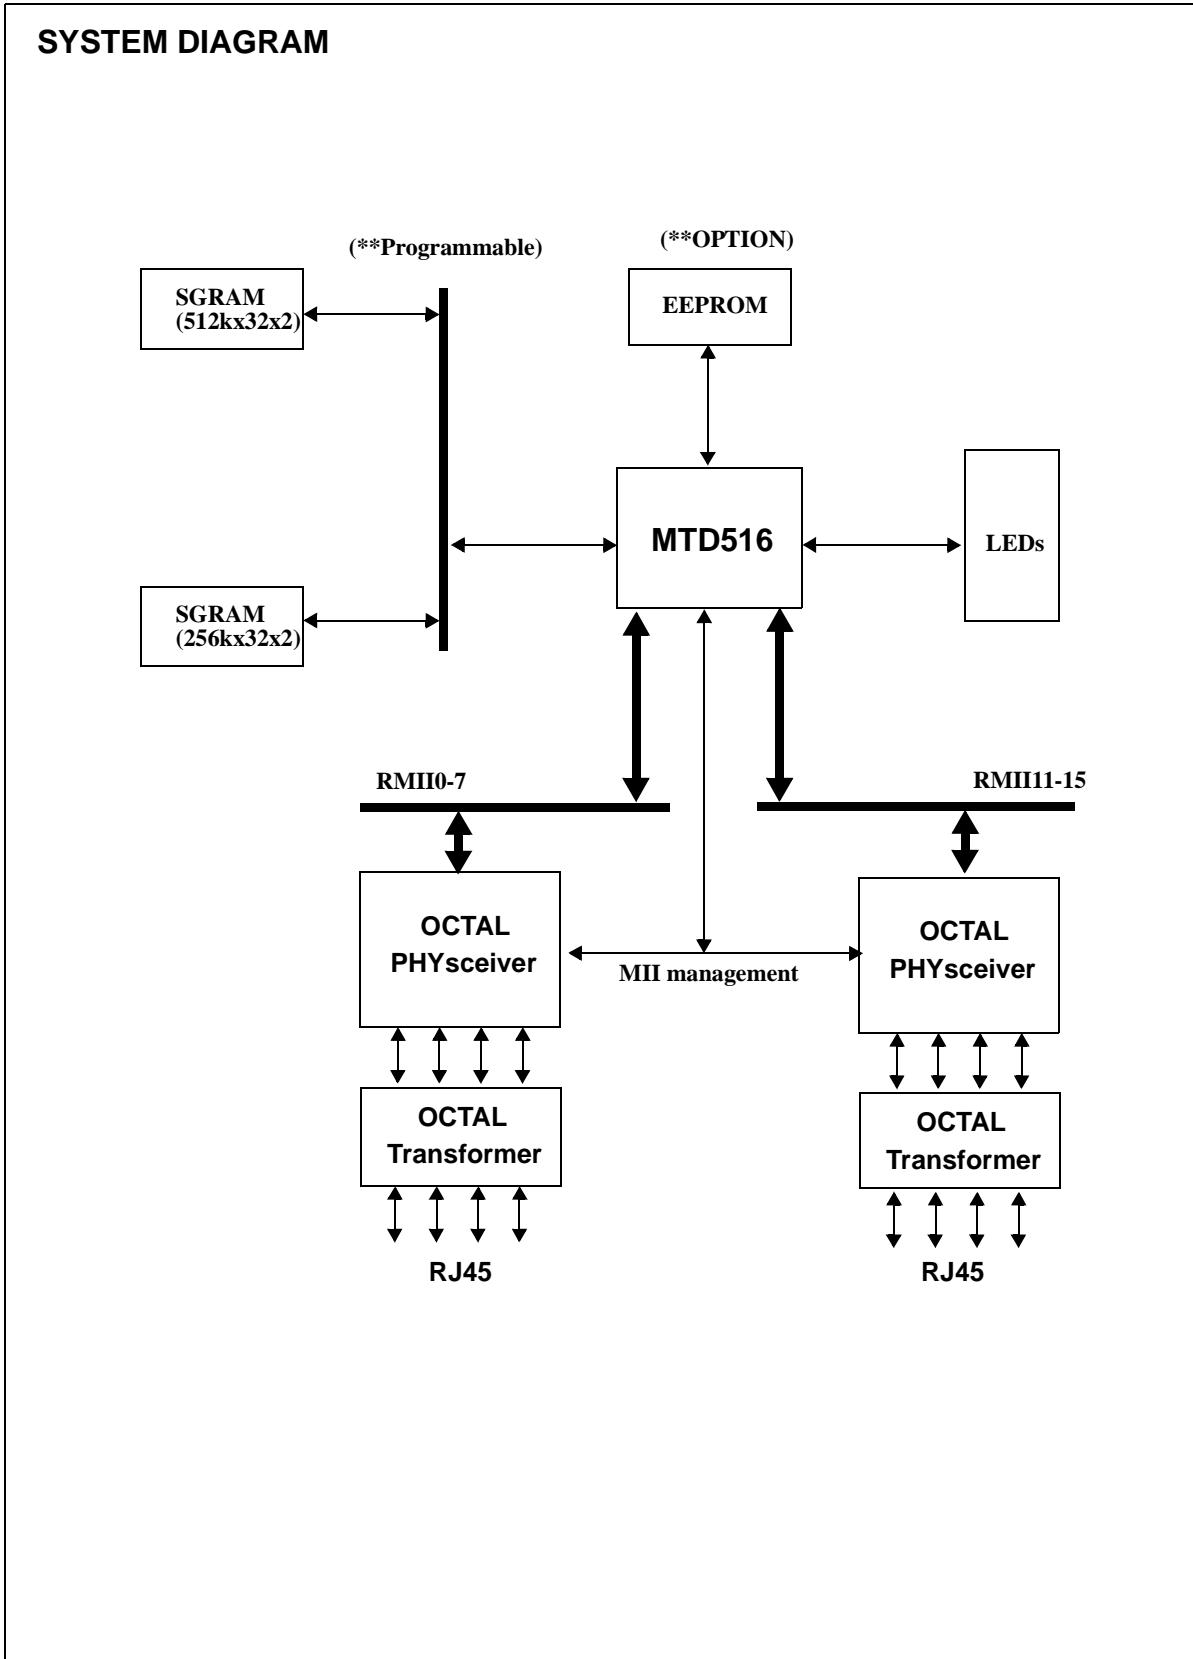 SYSTEM DIAGRAM
(**Programmable)
(**OPTION)
SGRAM
(512kx32x2)
EEPROM
MTD516
LEDs
SGRAM
(256kx32x2)
RMII0-7
RMII11-15
OCTAL
PHYsceiver
MII management
OCTAL
PHYsceiver
OCTAL
Transformer
OCTAL
Transformer
RJ45
RJ45